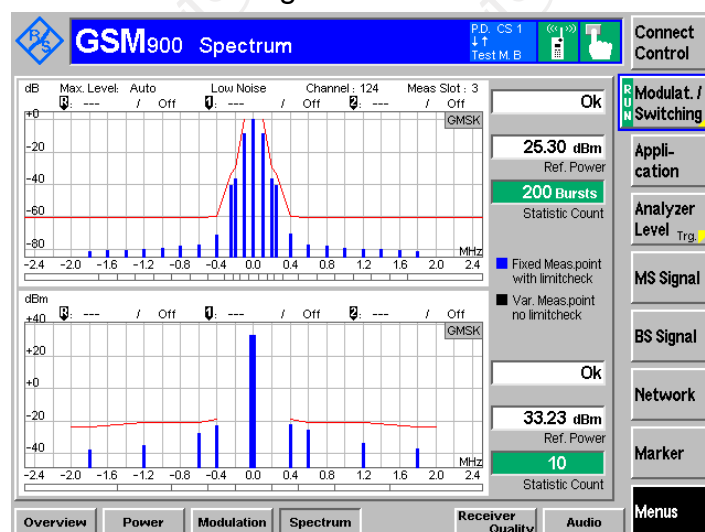 GSM900 Spectrum
P.D. CS 1
↓↑
Test M. B
Connect
Control
R/S
dB Max. Level: Auto Low Noise Channel : 124 Meas Slot : 3
R: --- / Off 1: --- / Off 2: --- / Off
+0
GMSK
-20
-40
-60
-80
MHz
-2.4 -2.0 -1.6 -1.2 -0.8 -0.4 0.0 0.4 0.8 1.2 1.6 2.0 2.4
Ok
25.30 dBm
Ref. Power
200 Bursts
Statistic Count
Fixed Meas.point
with limitcheck
Var. Meas.point
no limitcheck
dBm
R: --- / Off 1: --- / Off 2: --- / Off
+40
GMSK
+20
+0
-20
-40
MHz
-2.4 -2.0 -1.6 -1.2 -0.8 -0.4 0.0 0.4 0.8 1.2 1.6 2.0 2.4
Ok
33.23 dBm
Ref. Power
10
Statistic Count
RUN
Modulat. /
Switching
Appli-
cation
Analyzer
Level Trg.
MS Signal
BS Signal
Network
Marker
Menus
Overview Power Modulation Spectrum Receiver
Quality Audio